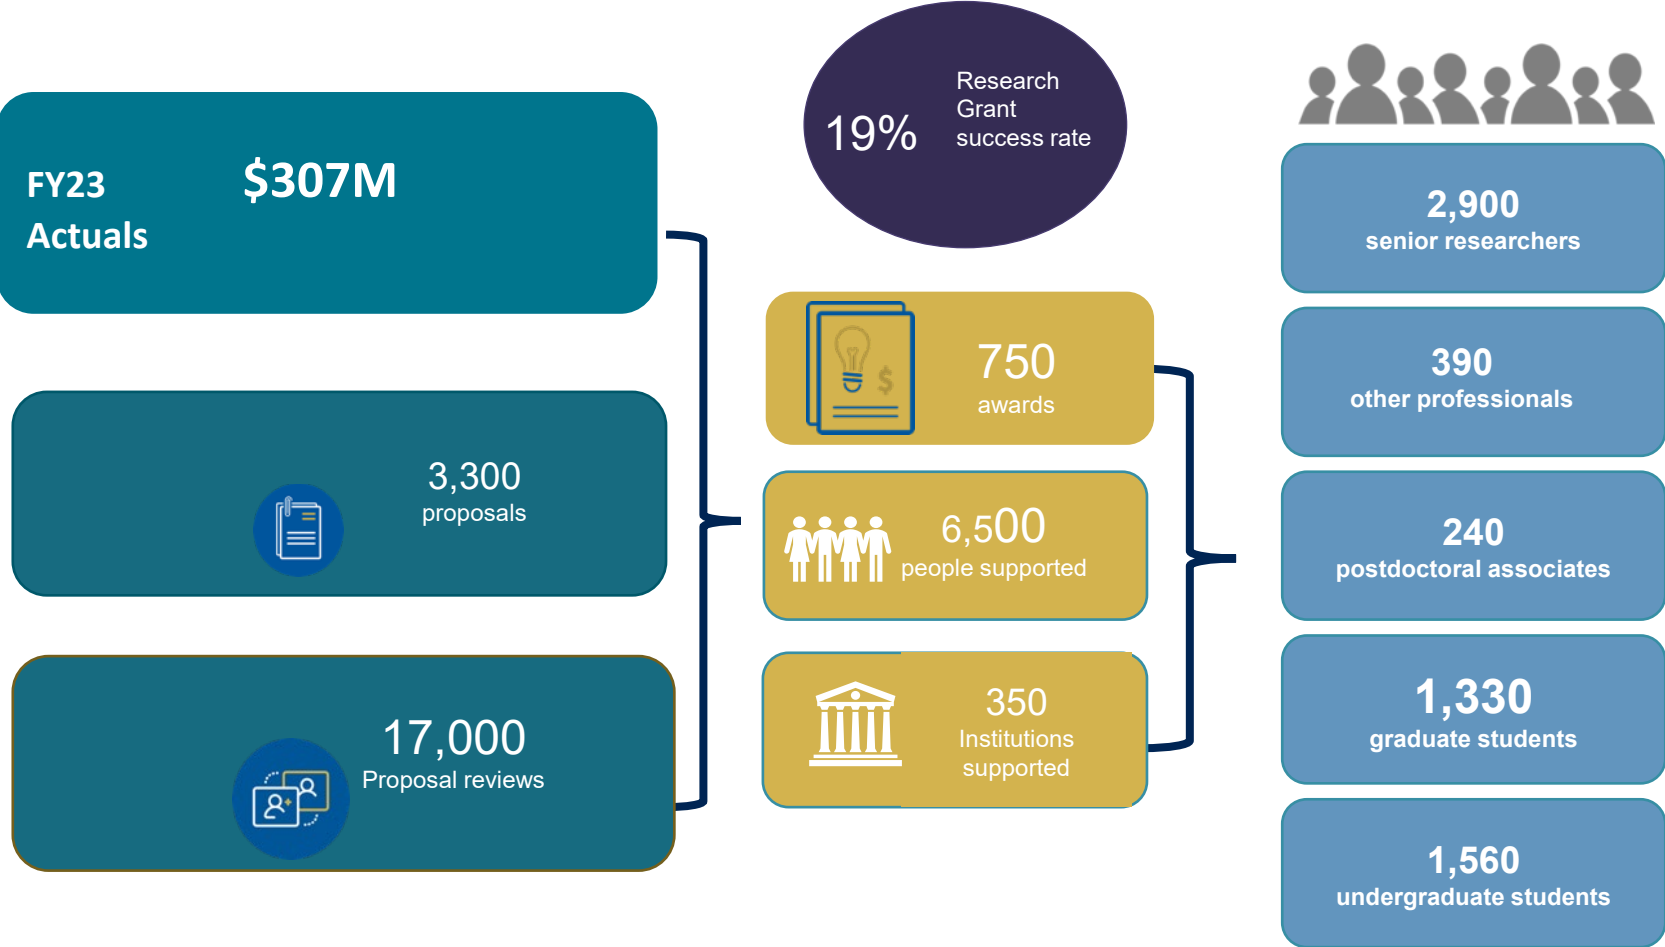 FY23
Actuals
$307M
3,300
proposals
17,000
Proposal reviews
19%
Research
Grant
success rate
$
750
awards
6,500
people supported
350
Institutions
supported
2,900
senior researchers
390
other professionals
240
postdoctoral associates
1,330
graduate students
1,560
undergraduate students